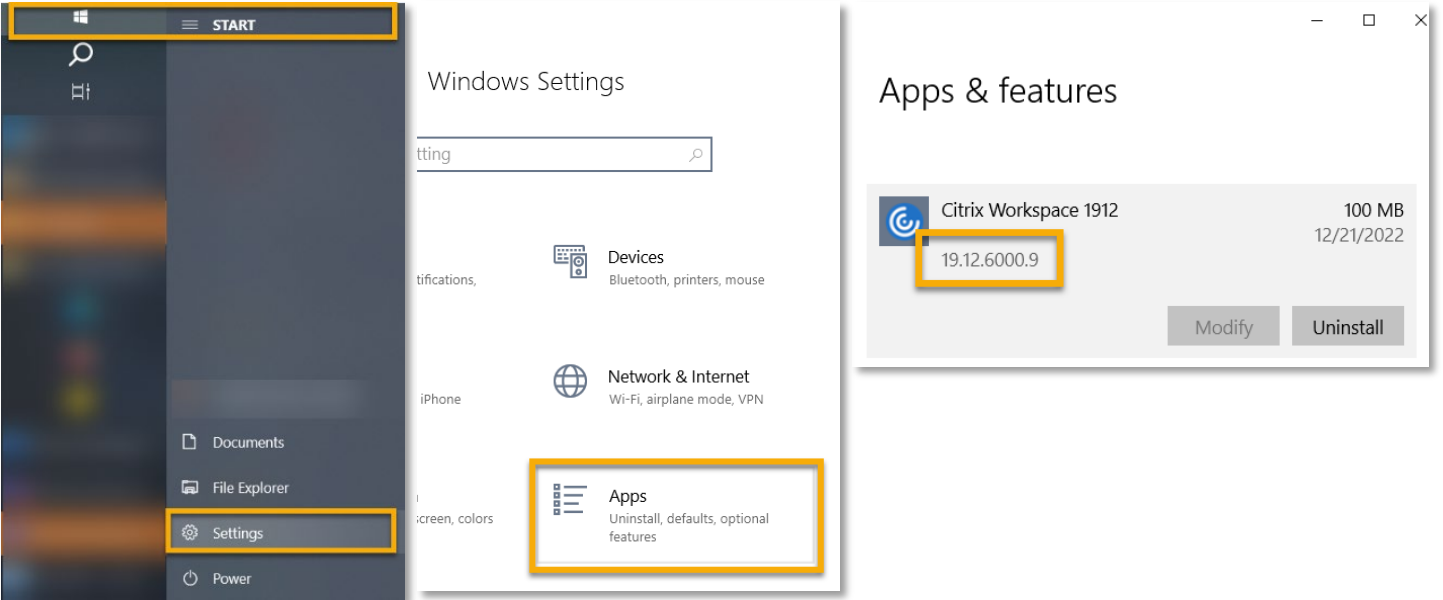 START
Documents
File Explorer
Settings
Power
Windows Settings
tting
Devices
tifications,
Bluetooth, printers, mouse
Network & Internet
iPhone
Wi-Fi, airplane mode, VPN
Apps
screen, colors
Uninstall, defaults, optional
features
Apps & features
Citrix Workspace 1912
100 MB
12/21/2022
19.12.6000.9
Modify
Uninstall